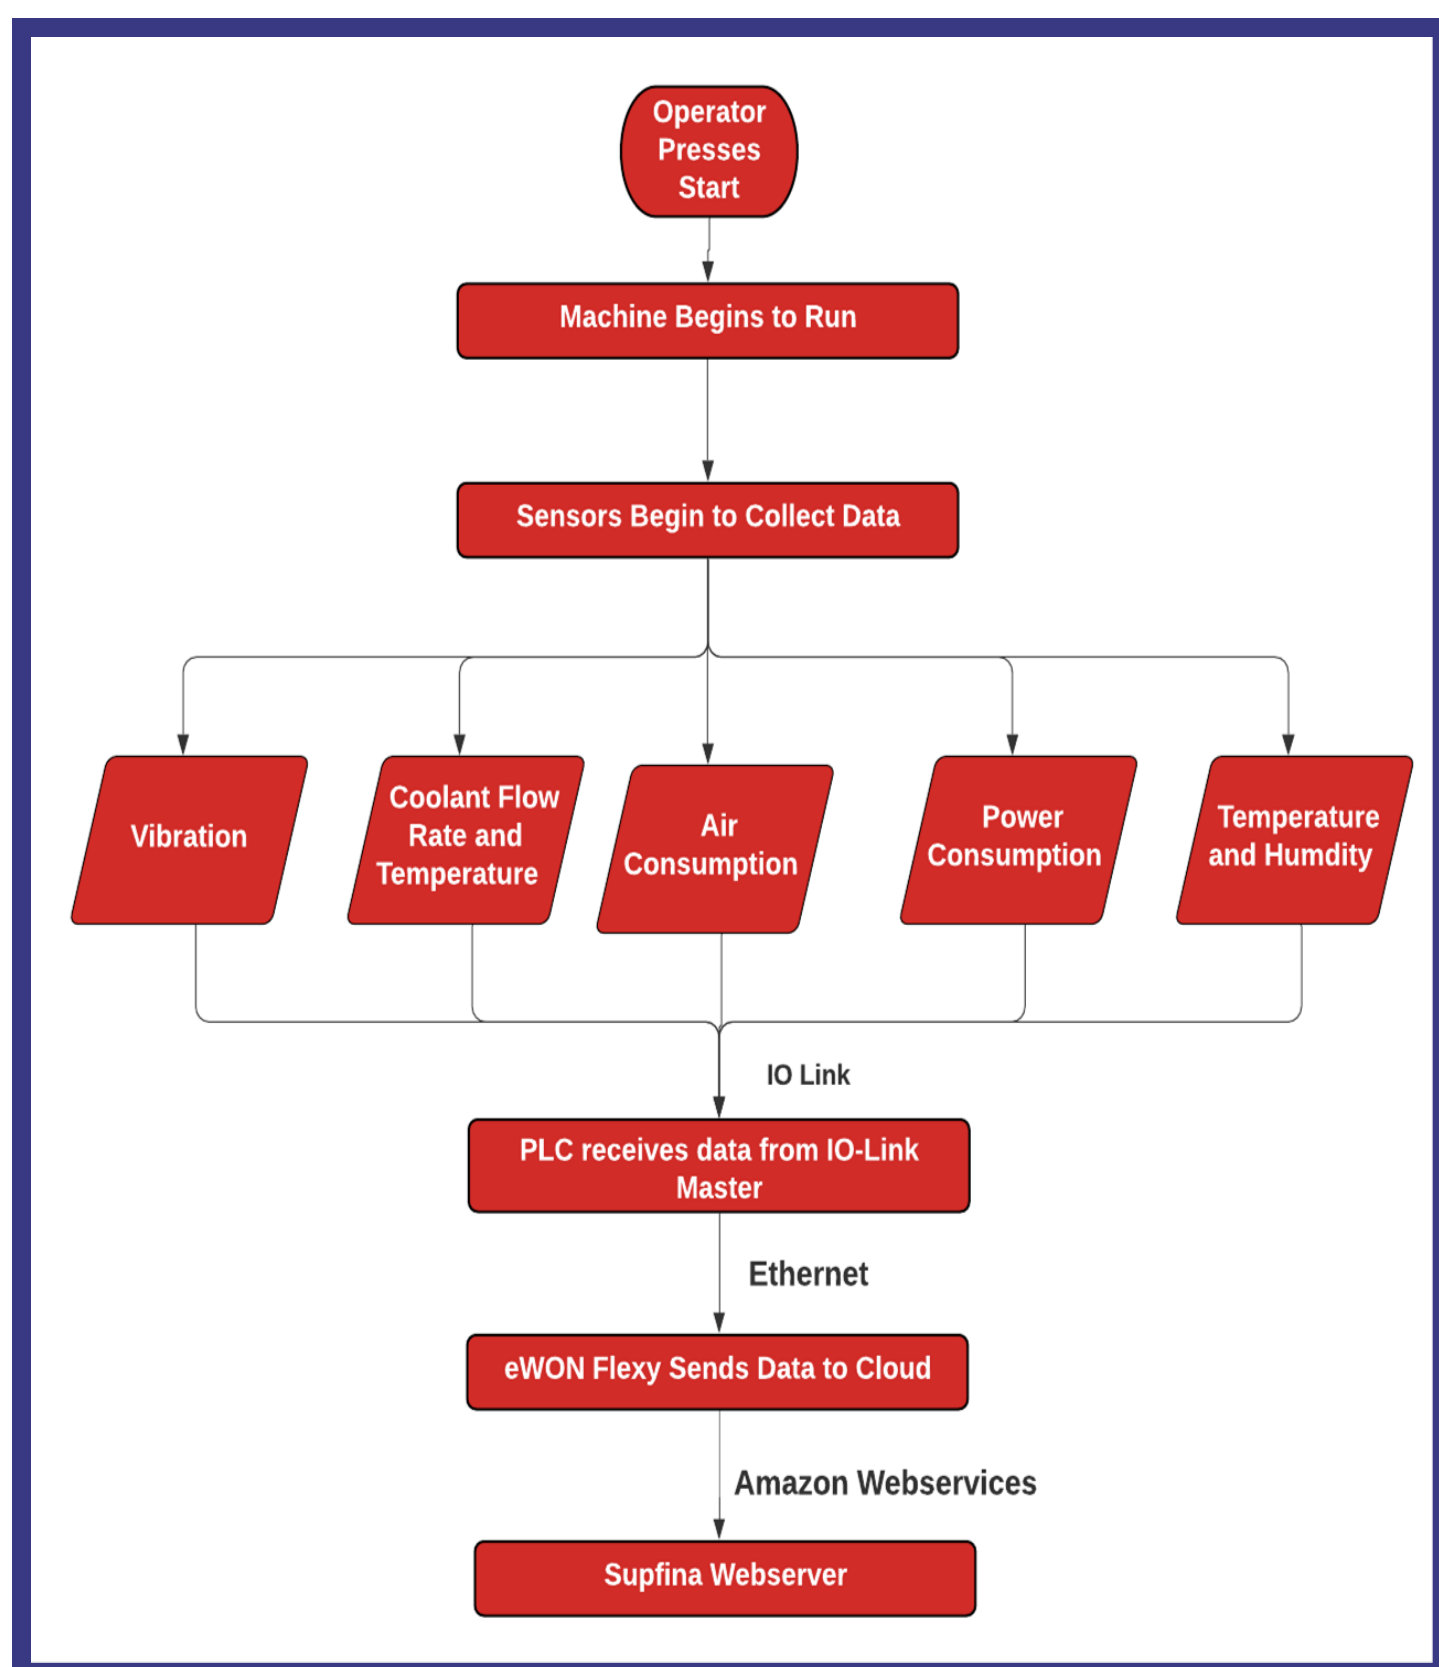 Operator
Presses
Start
Machine Begins to Run
Sensors Begin to Collect Data
Vibration
Coolant Flow
Rate and
Temperature
Air
Consumption
Power
Consumption
Temperature
and Humdity
IO Link
PLC receives data from IO-Link
Master
Ethernet
eWON Flexy Sends Data to Cloud
Amazon Webservices
Supfina Webserver